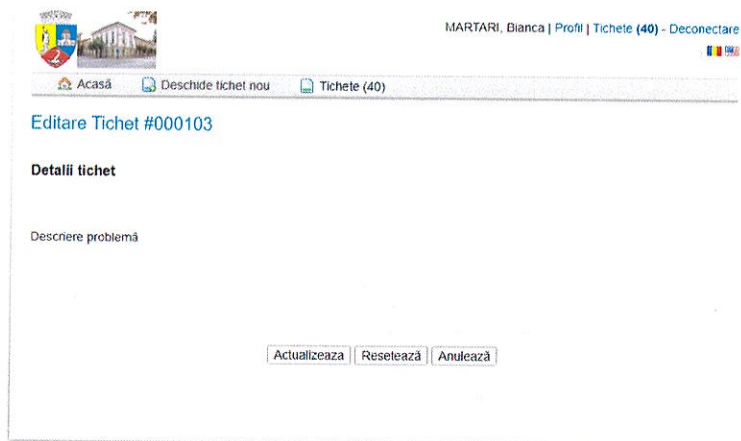 MARTARI, Bianca | Profil | Tichete (40) - Deconectare
Acasă Deschide tichet nou Tichete (40)
Editare Tichet #000103
Detalii tichet
Descriere problemă
Actualizeaza Resetează Anulează
2